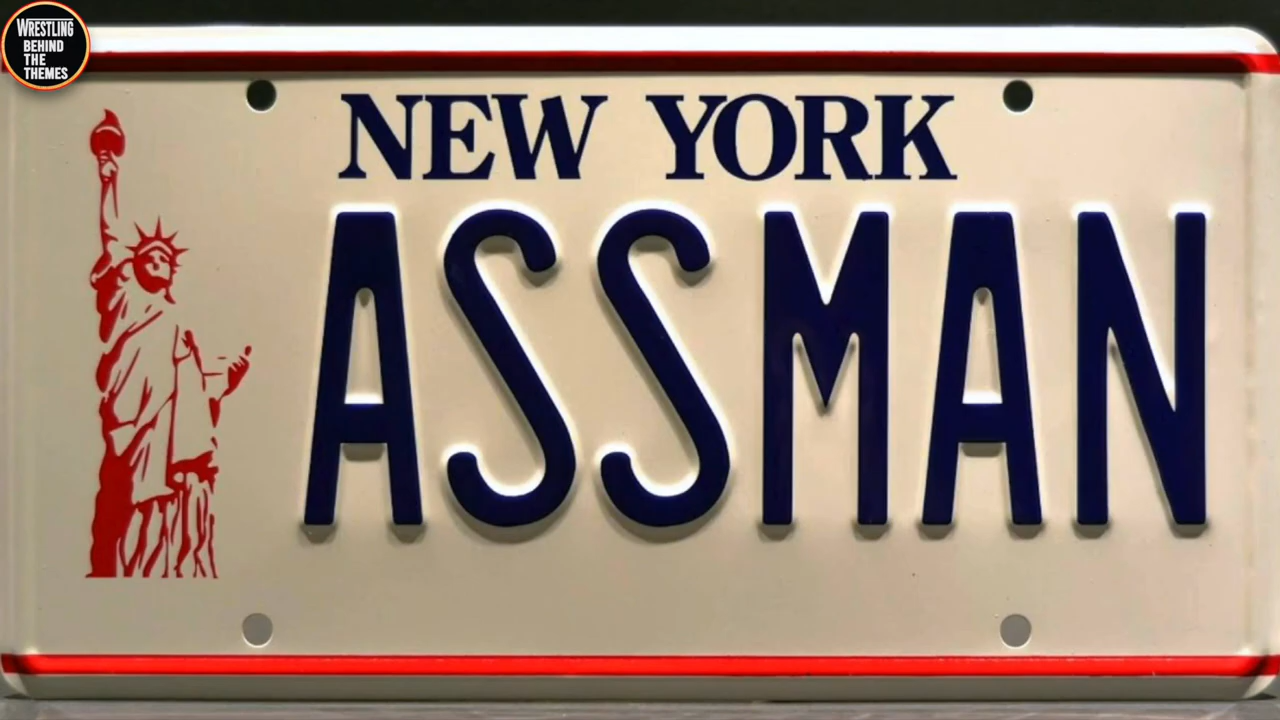 WRESTLING
BEHIND
THE
THEMES
NEW YORK
ASSMAN